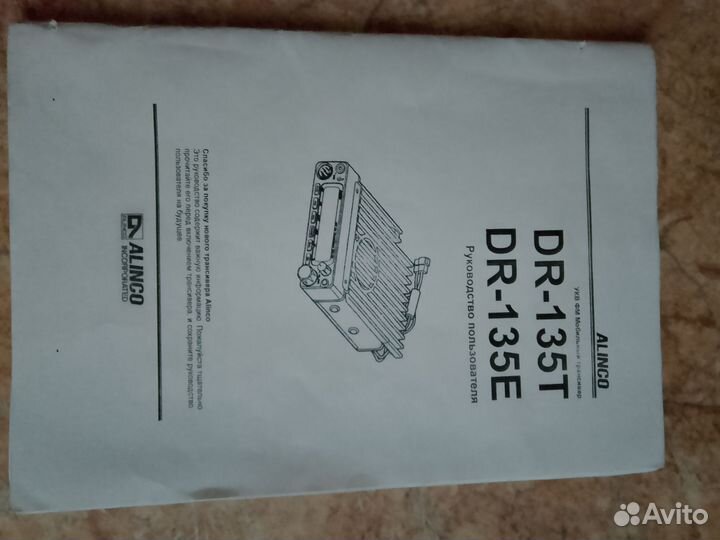 ALINCO
УКВ ФМ Мобильный трансивер
DR-135T
DR-135E
Руководство пользователя
Спасибо за покупку нового трансивера Alinco
Это руководство содержит важную информацию. Пожалуйста тщательно
прочитайте его перед включением трансивера, и сохраните руководство
пользователя на будущее
ALINCO
INCORPORATED
Avito